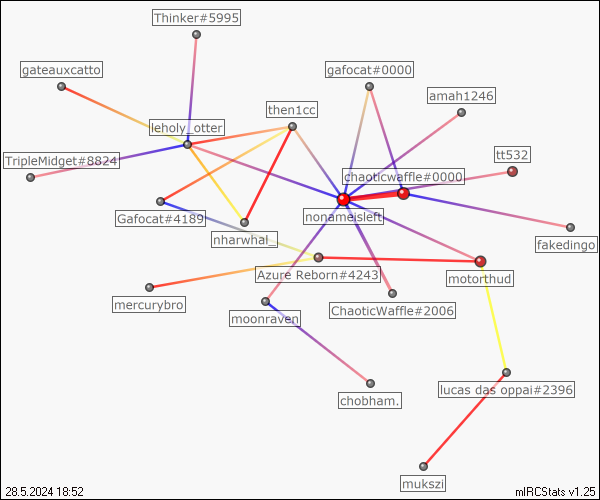 Thinker#5995
gateauxcatto
gafocat#0000
amah1246
then1cc
leholy_otter
TripleMidget#8824
tt532
chaoticwaffle#0000
Gafocat#4189
nonameisleft
nharwhal_
fakedingo
Azure Reborn#4243
motorthud
mercurybro
ChaoticWaffle#2006
moonraven
lucas das oppai#2396
chobham.
mukszi
28.5.2024 18:52
mIRCStats v1.25